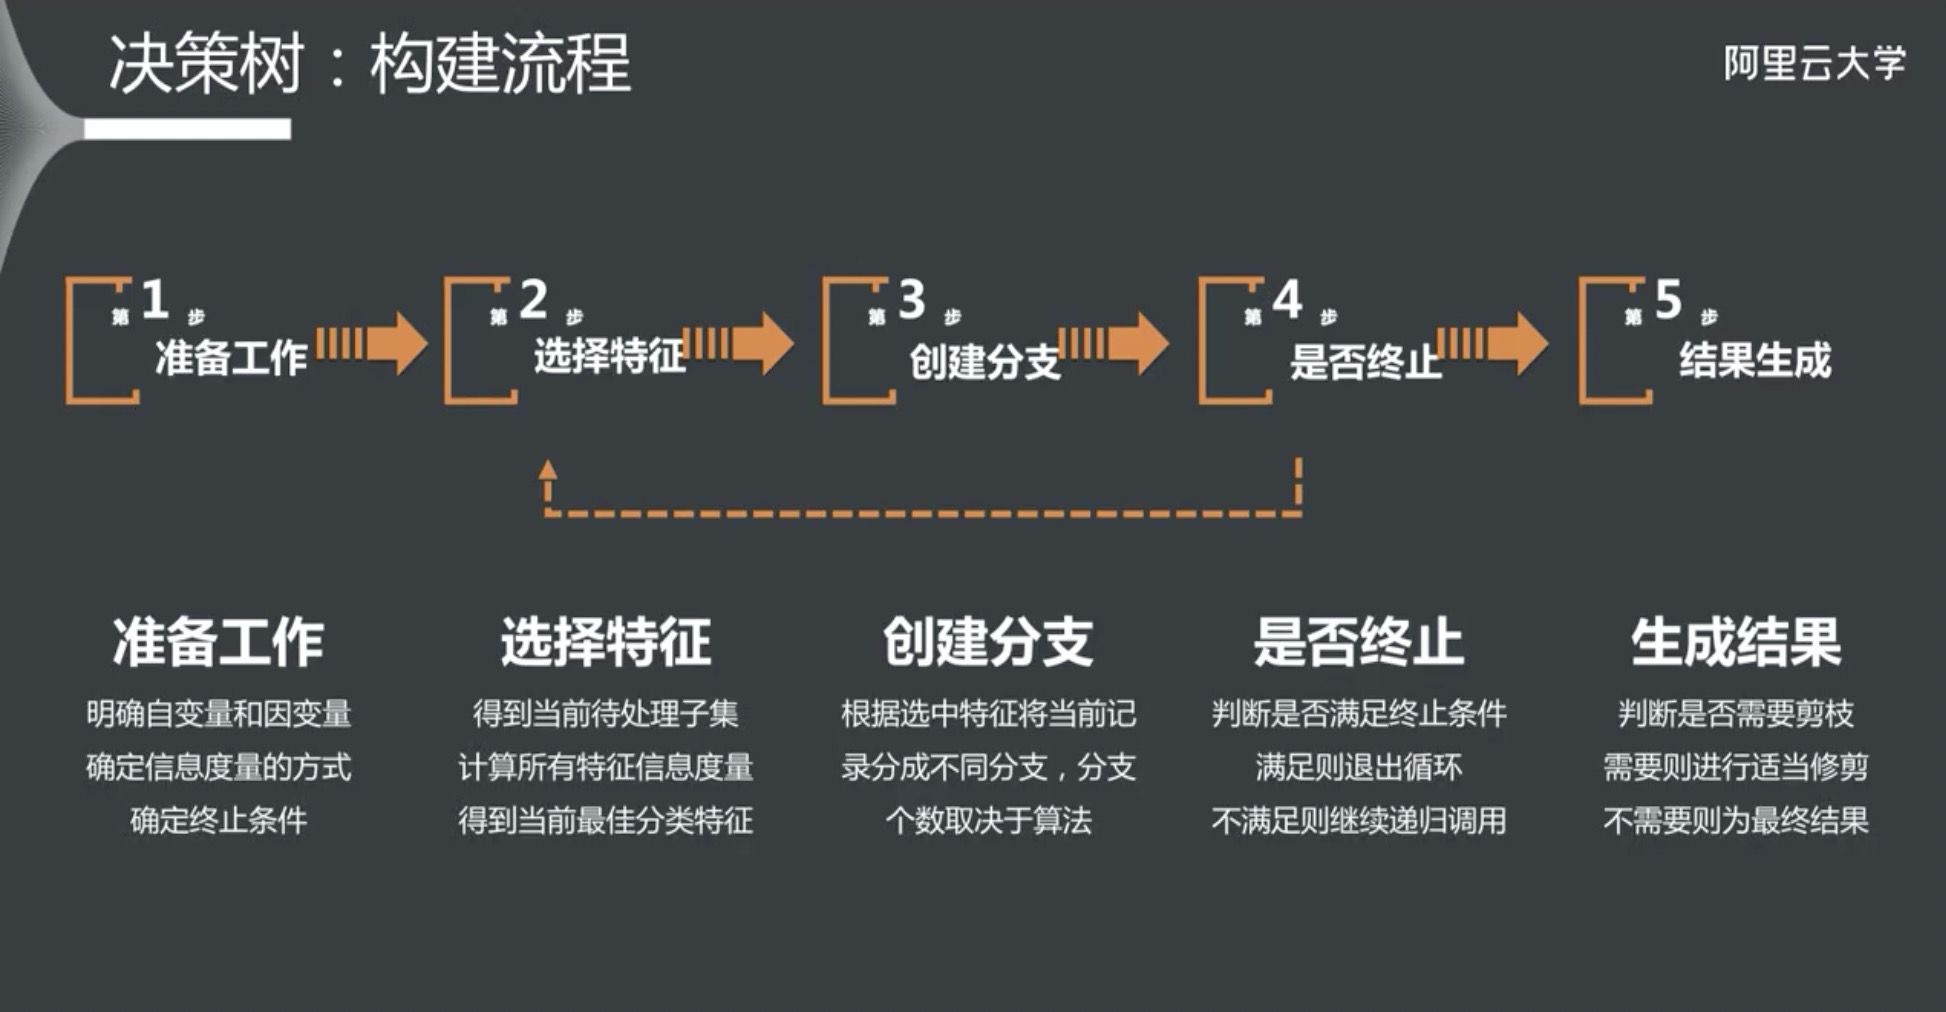 决策树：构建流程
阿里云大学
第1步
准备工作
第2步
选择特征
第3步
创建分支
第4步
是否终止
第5步
结果生成
准备工作
明确自变量和因变量
确定信息度量的方式
确定终止条件
选择特征
得到当前待处理子集
计算所有特征信息度量
得到当前最佳分类特征
创建分支
根据选中特征将当前记
录分成不同分支，分支
个数取决于算法
是否终止
判断是否满足终止条件
满足则退出循环
不满足则继续递归调用
生成结果
判断是否需要剪枝
需要则进行适当修剪
不需要则为最终结果